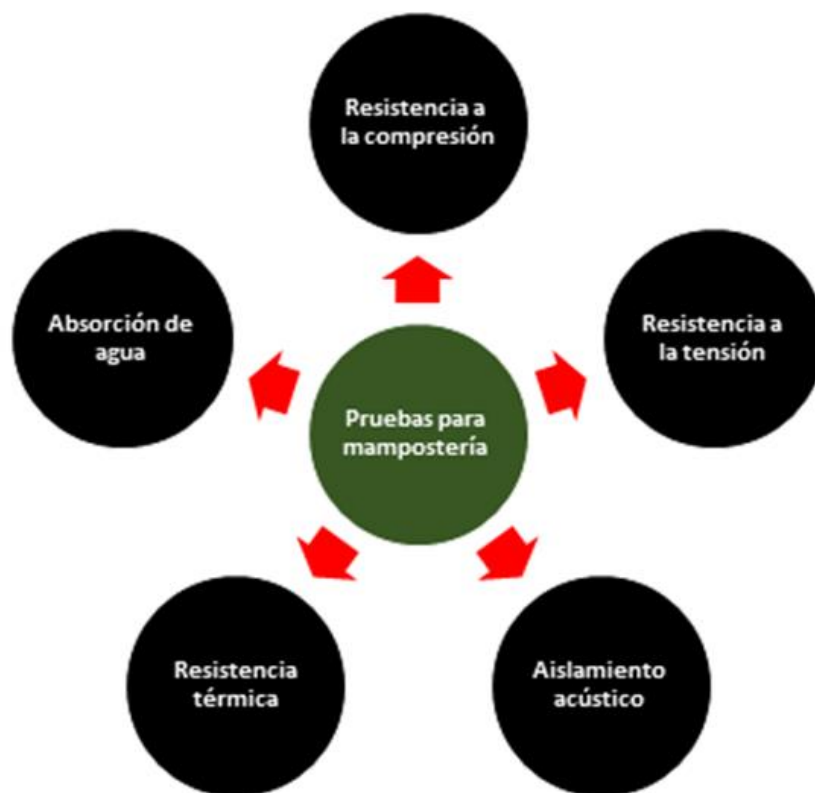 Resistencia a
la compresión
Absorción de
agua
Resistencia a
la tensión
Pruebas para
mampostería
Resistencia
térmica
Aislamiento
acústico